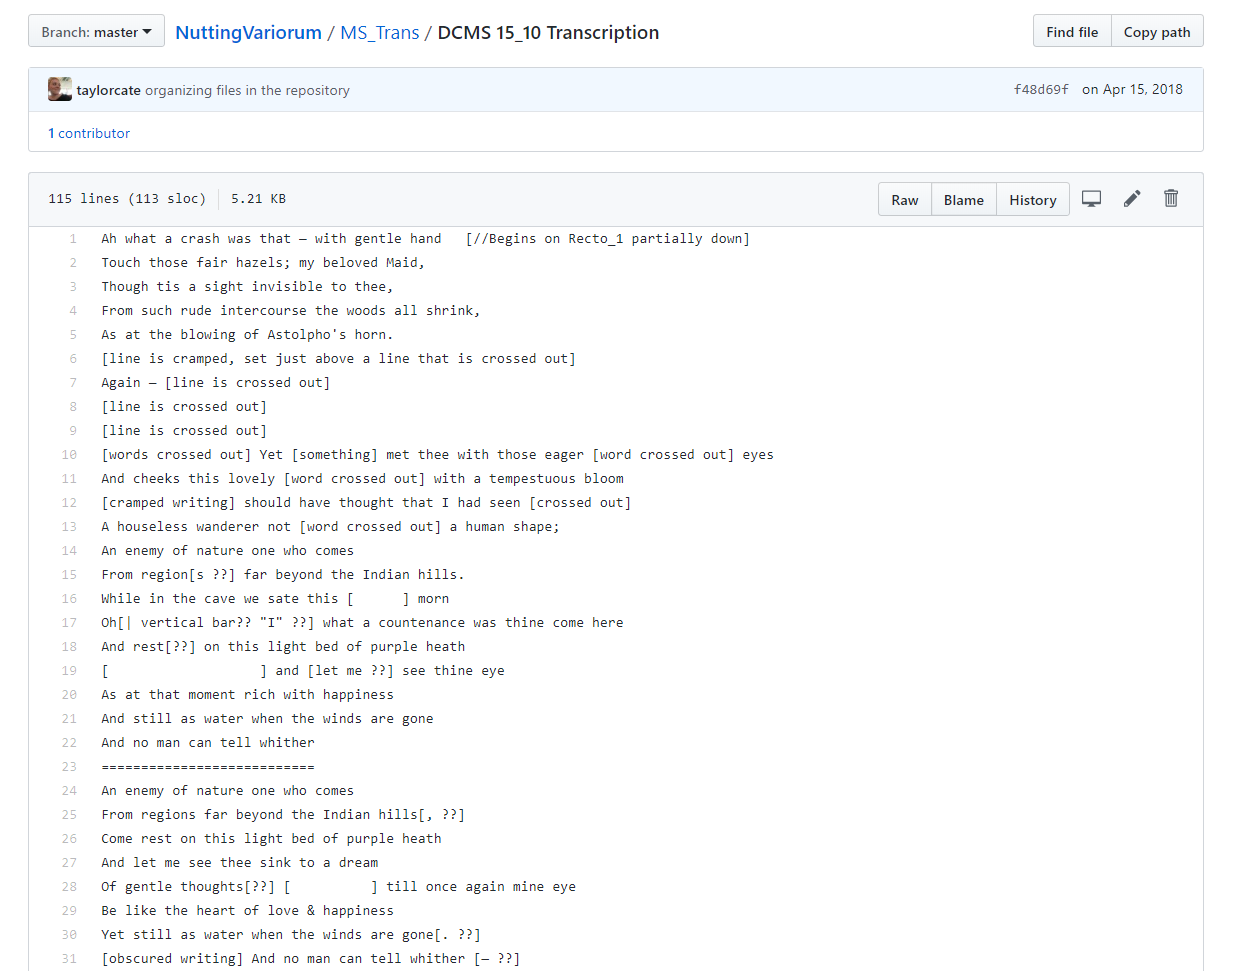 Branch: master NuttingVariorum / MS_Trans / DCMS 15_10 Transcription Find file Copy path
taylorcate organizing files in the repository f48d69f on Apr 15, 2018
1 contributor
115 lines (113 sloc) 5.21 KB Raw Blame History
1 Ah what a crash was that — with gentle hand   [//Begins on Recto_1 partially down]
2 Touch those fair hazels; my beloved Maid,
3 Though tis a sight invisible to thee,
4 From such rude intercourse the woods all shrink,
5 As at the blowing of Astolpho's horn.
6 [line is cramped, set just above a line that is crossed out]
7 Again — [line is crossed out]
8 [line is crossed out]
9 [line is crossed out]
10 [words crossed out] Yet [something] met thee with those eager [word crossed out] eyes
11 And cheeks this lovely [word crossed out] with a tempestuous bloom
12 [cramped writing] should have thought that I had seen [crossed out]
13 A houseless wanderer not [word crossed out] a human shape;
14 An enemy of nature one who comes
15 From region[s ??] far beyond the Indian hills.
16 While in the cave we sate this [      ] morn
17 Oh[| vertical bar?? "I" ??] what a countenance was thine come here
18 And rest[??] on this light bed of purple heath
19 [                   ] and [let me ??] see thine eye
20 As at that moment rich with happiness
21 And still as water when the winds are gone
22 And no man can tell whither
23 ===========================
24 An enemy of nature one who comes
25 From regions far beyond the Indian hills[, ??]
26 Come rest on this light bed of purple heath
27 And let me see thee sink to a dream
28 Of gentle thoughts[??] [          ] till once again mine eye
29 Be like the heart of love & happiness
30 Yet still as water when the winds are gone[. ??]
31 [obscured writing] And no man can tell whither [— ??]